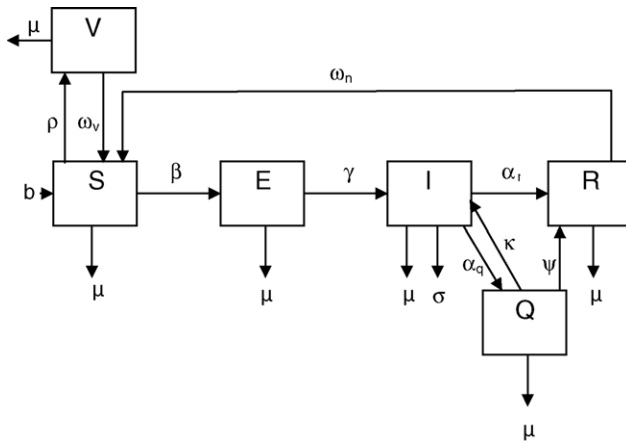 μ V
ω_n
ρ ω_v
b S β E γ I α_r R
κ
μ μ μ σ α_q ψ μ
Q
μ